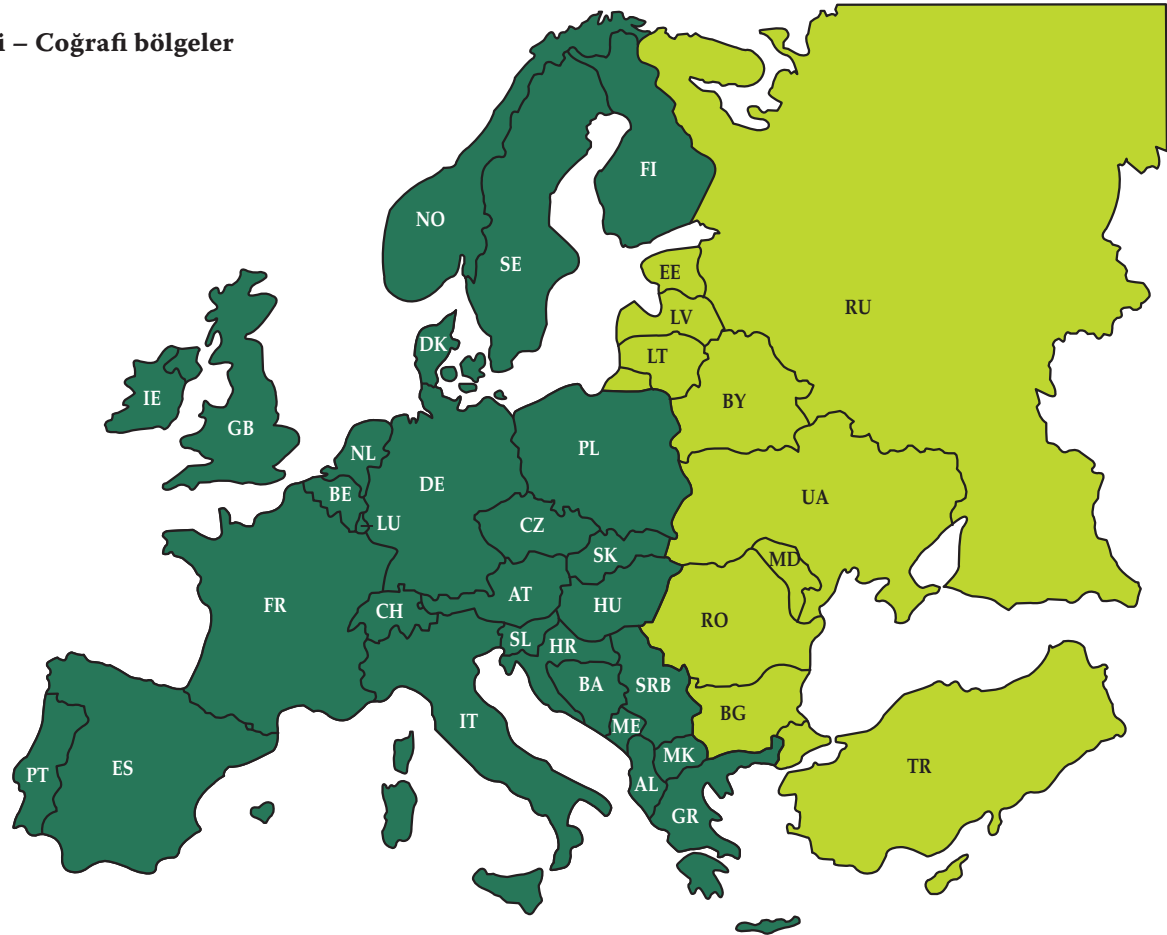 i – Coğrafi bölgeler
FI
NO
SE
EE
RU
LV
DK
LT
IE
BY
GB
PL
NL
DE
BE
UA
LU
CZ
SK
MD
AT
FR
HU
CH
RO
SL
HR
BA
SRB
BG
IT
ME
MK
TR
PT
ES
AL
GR